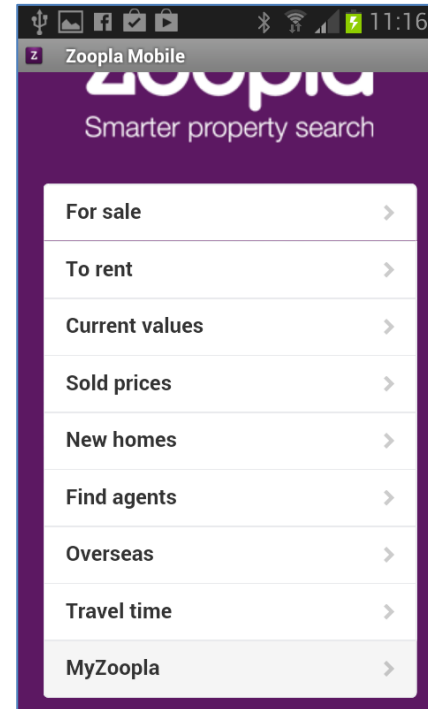 11:16
Z Zoopla Mobile
zoopla
Smarter property search
For sale
To rent
Current values
Sold prices
New homes
Find agents
Overseas
Travel time
MyZoopla